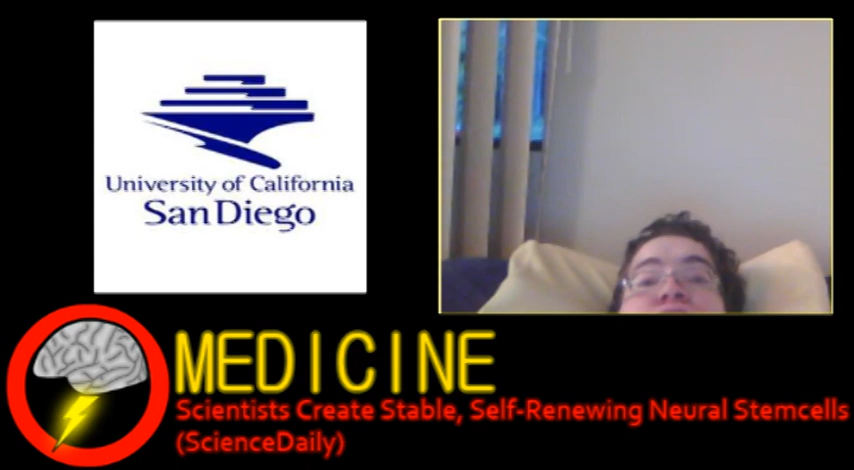 University of California
San Diego
MEDICINE
Scientists Create Stable, Self-Renewing Neural Stemcells
(ScienceDaily)